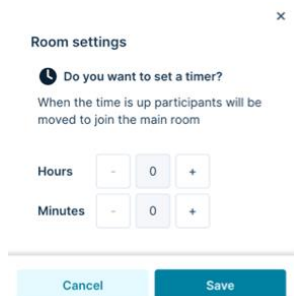 ×
Room settings
Do you want to set a timer?
When the time is up participants will be
moved to join the main room
Hours - 0 +
Minutes - 0 +
Cancel Save